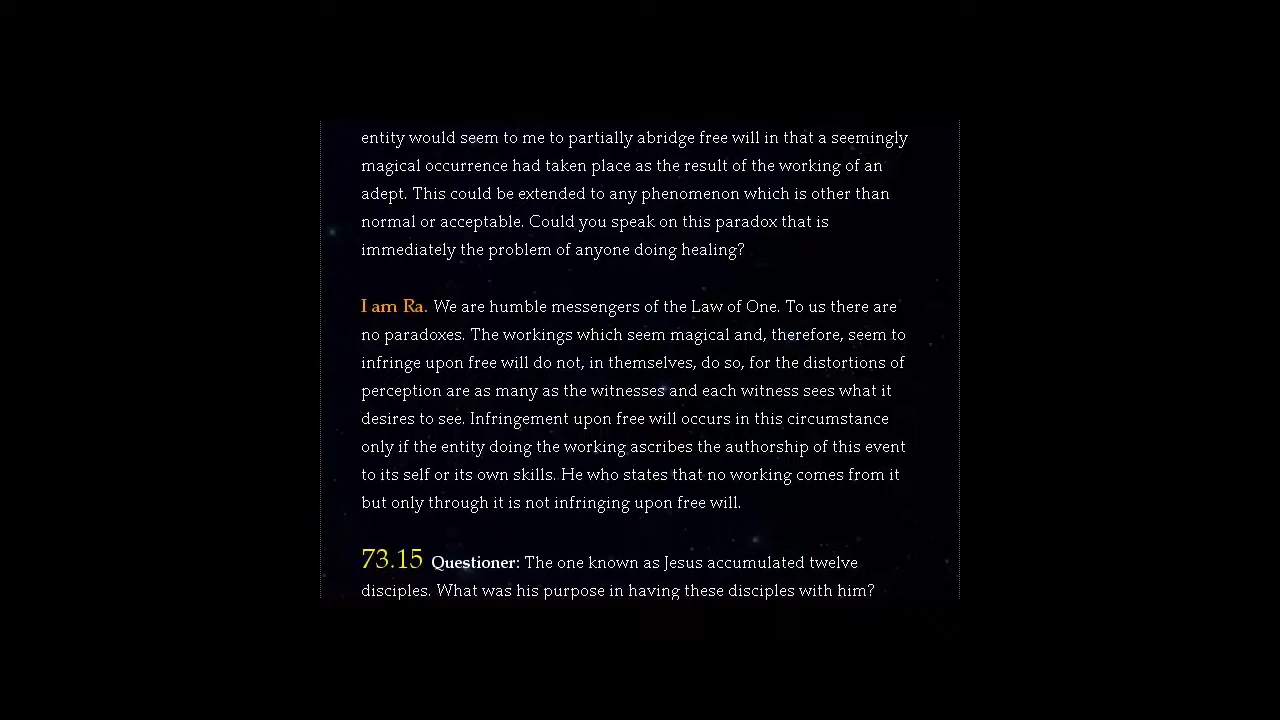 entity would seem to me to partially abridge free will in that a seemingly
magical occurrence had taken place as the result of the working of an
adept. This could be extended to any phenomenon which is other than
normal or acceptable. Could you speak on this paradox that is
immediately the problem of anyone doing healing?
I am Ra. We are humble messengers of the Law of One. To us there are
no paradoxes. The workings which seem magical and, therefore, seem to
infringe upon free will do not, in themselves, do so, for the distortions of
perception are as many as the witnesses and each witness sees what it
desires to see. Infringement upon free will occurs in this circumstance
only if the entity doing the working ascribes the authorship of this event
to its self or its own skills. He who states that no working comes from it
but only through it is not infringing upon free will.
73.15 Questioner: The one known as Jesus accumulated twelve
disciples. What was his purpose in having these disciples with him?